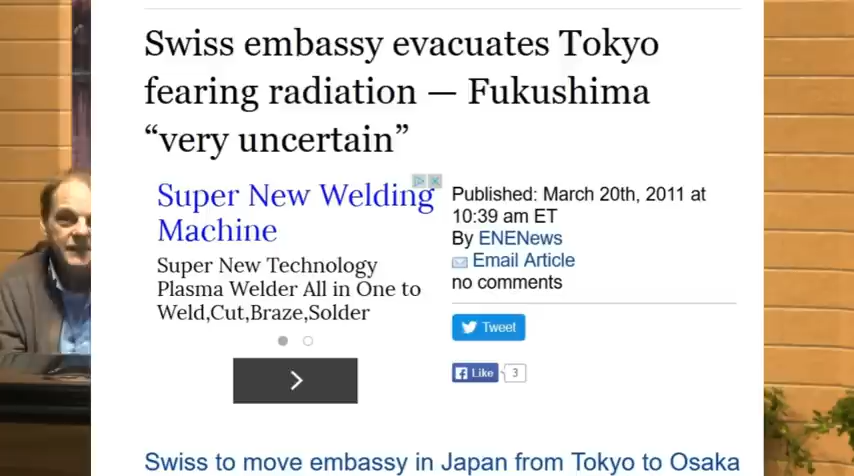 Swiss embassy evacuates Tokyo
fearing radiation — Fukushima
“very uncertain”
Super New Welding
Machine
Super New Technology
Plasma Welder All in One to
Weld,Cut,Braze,Solder
Published: March 20th, 2011 at
10:39 am ET
By ENENews
Email Article
no comments
Tweet
Like 3
Swiss to move embassy in Japan from Tokyo to Osaka